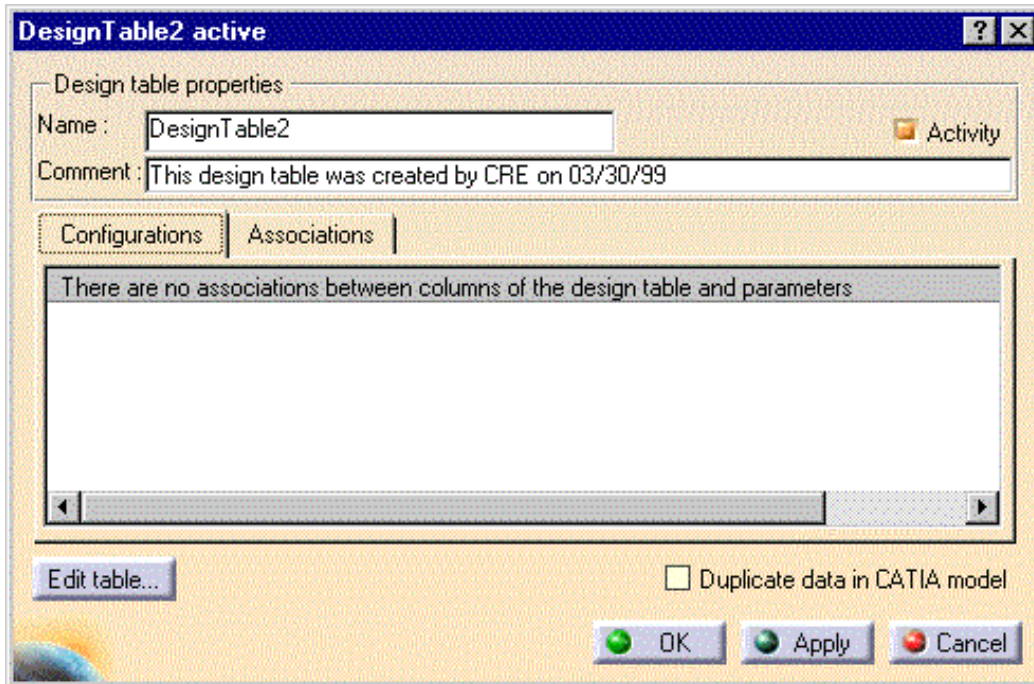 DesignTable2 active
Design table properties
Name : DesignTable2 Activity
Comment : This design table was created by CRE on 03/30/99
Configurations Associations
There are no associations between columns of the design table and parameters
Edit table... Duplicate data in CATIA model
OK Apply Cancel